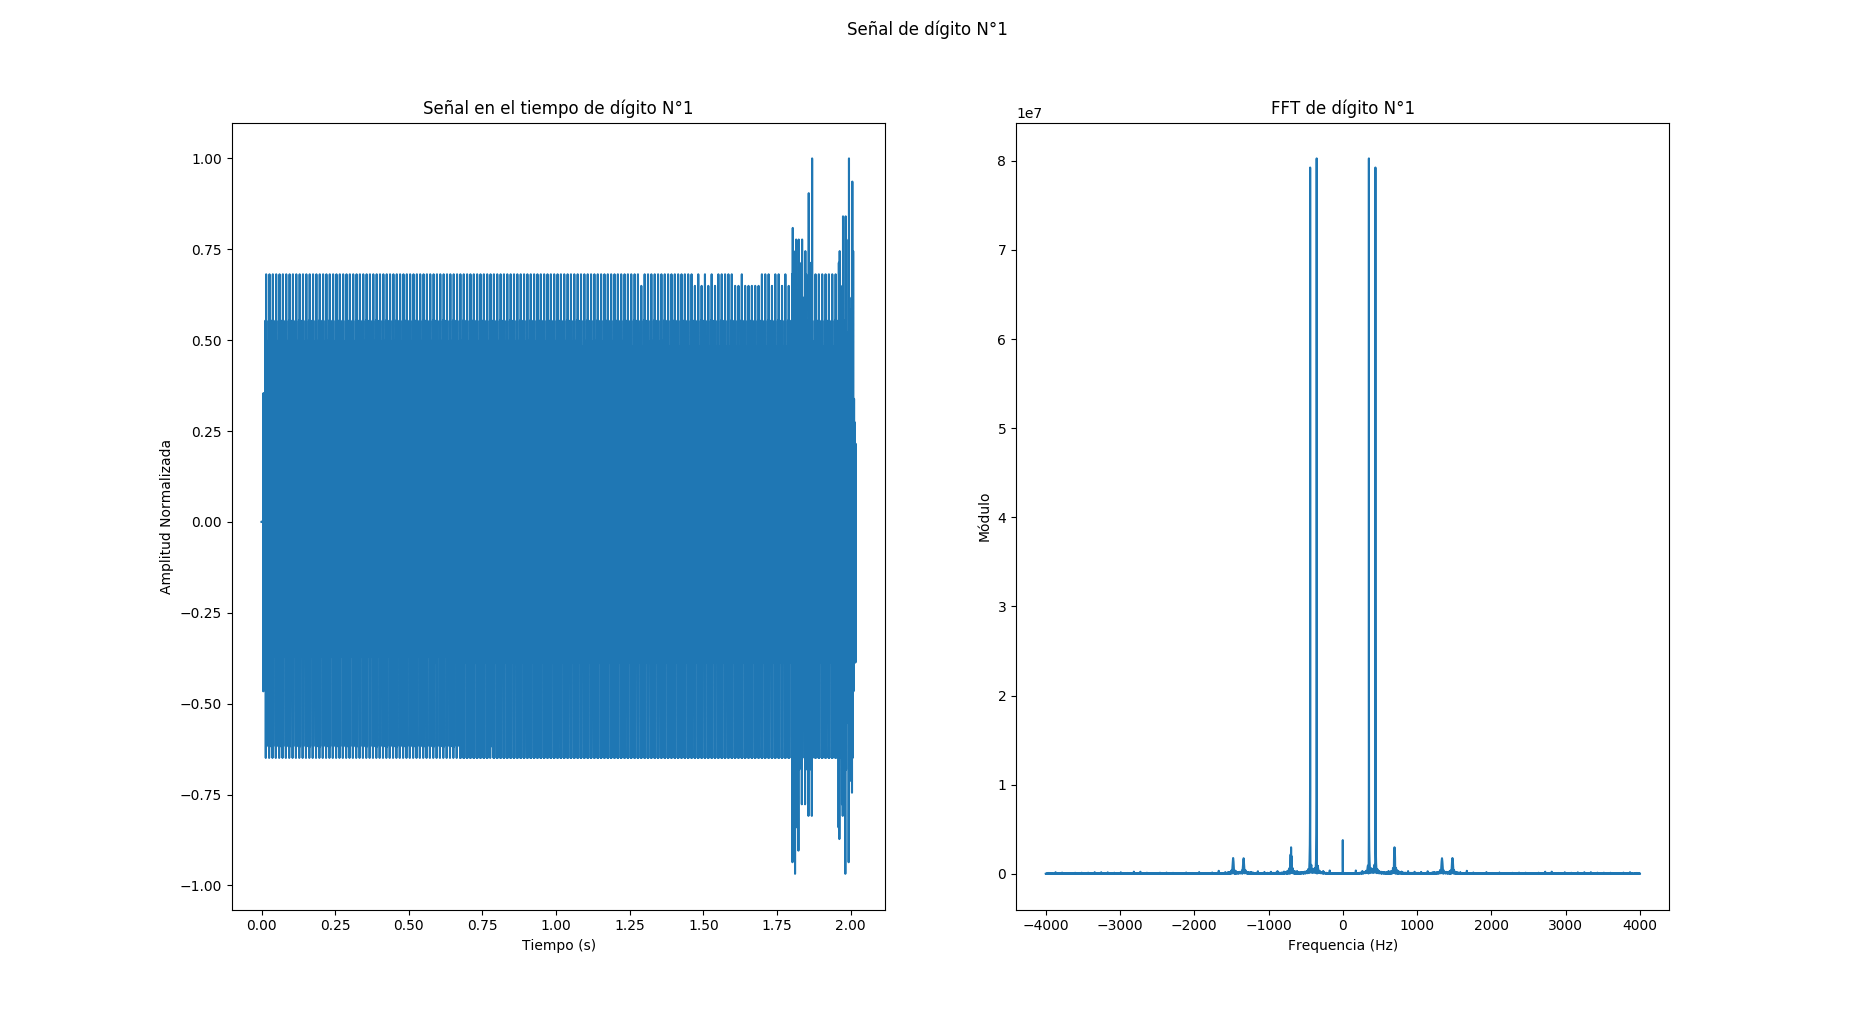 Señal de dígito N°1
Señal en el tiempo de dígito N°1
1.00
0.75
0.50
0.25
0.00
−0.25
−0.50
−0.75
−1.00
Amplitud Normalizada
0.00 0.25 0.50 0.75 1.00 1.25 1.50 1.75 2.00
Tiempo (s)
FFT de dígito N°1
1e7
8
7
6
5
4
3
2
1
0
Módulo
−4000 −3000 −2000 −1000 0 1000 2000 3000 4000
Frequencia (Hz)